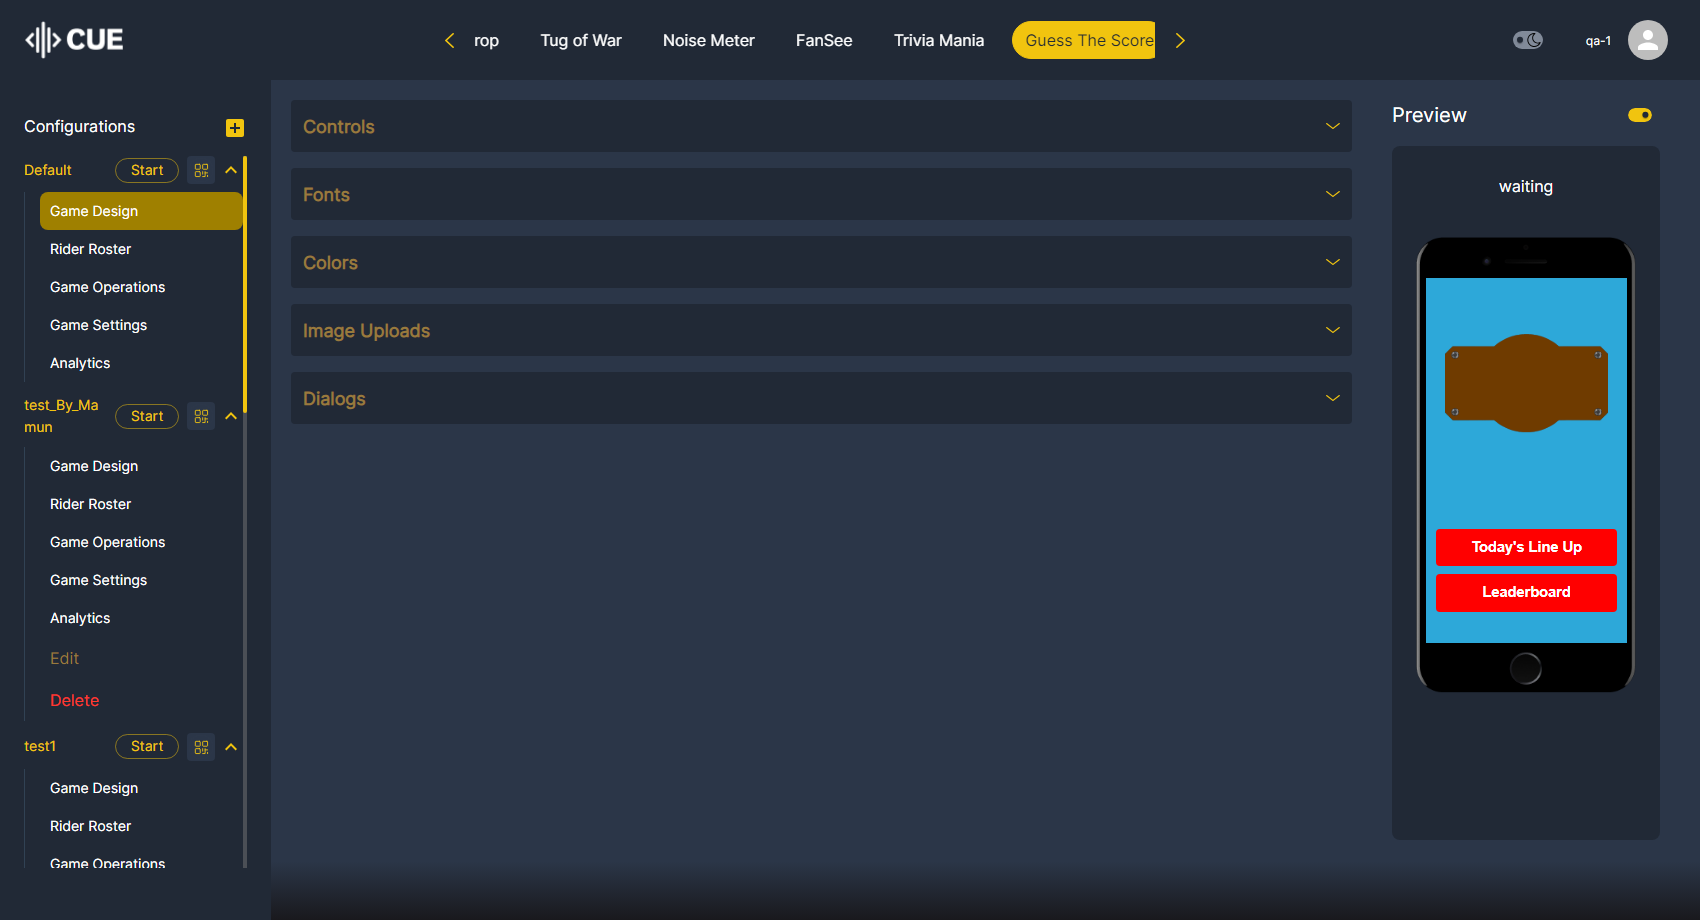 CUE
rop
Tug of War
Noise Meter
FanSee
Trivia Mania
Guess The Score
qa-1
Configurations
Default
Start
Game Design
Rider Roster
Game Operations
Game Settings
Analytics
test_By_Ma
mun
Start
Game Design
Rider Roster
Game Operations
Game Settings
Analytics
Edit
Delete
test1
Start
Game Design
Rider Roster
Game Operations
Controls
Fonts
Colors
Image Uploads
Dialogs
Preview
waiting
Today's Line Up
Leaderboard